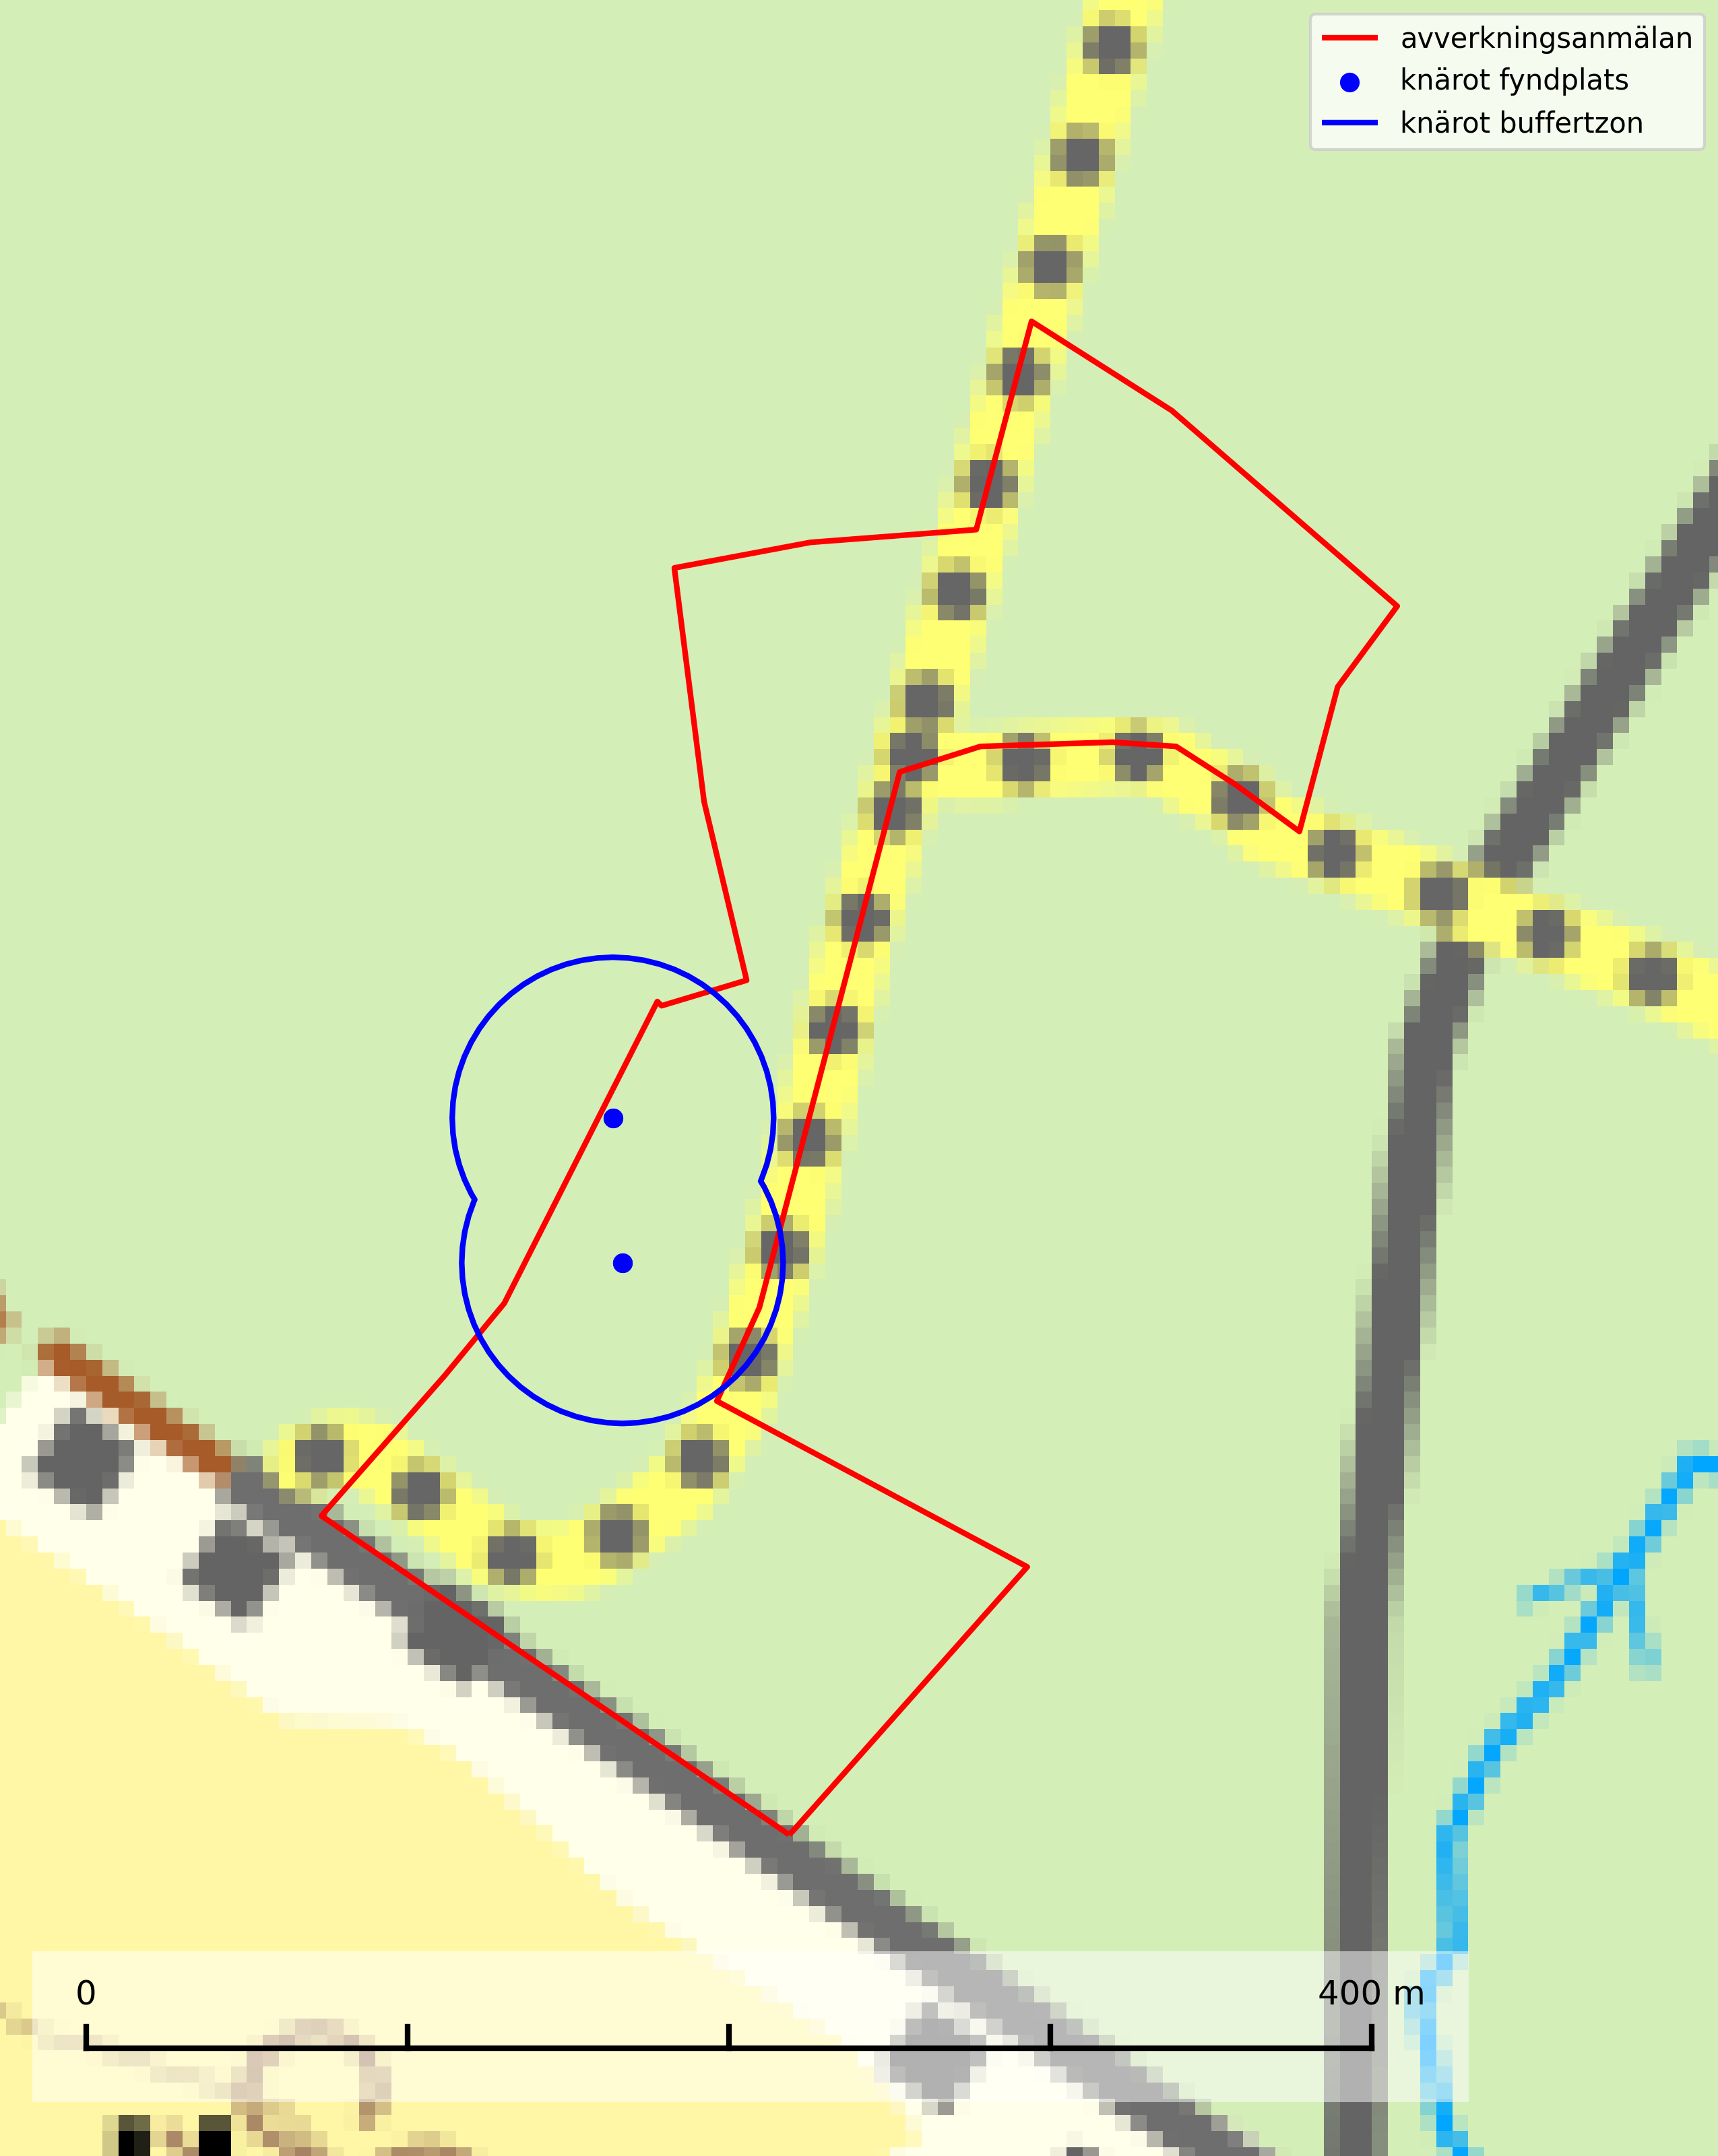 avverkningsanmälan
knärot fyndplats
knärot buffertzon
0 400 m